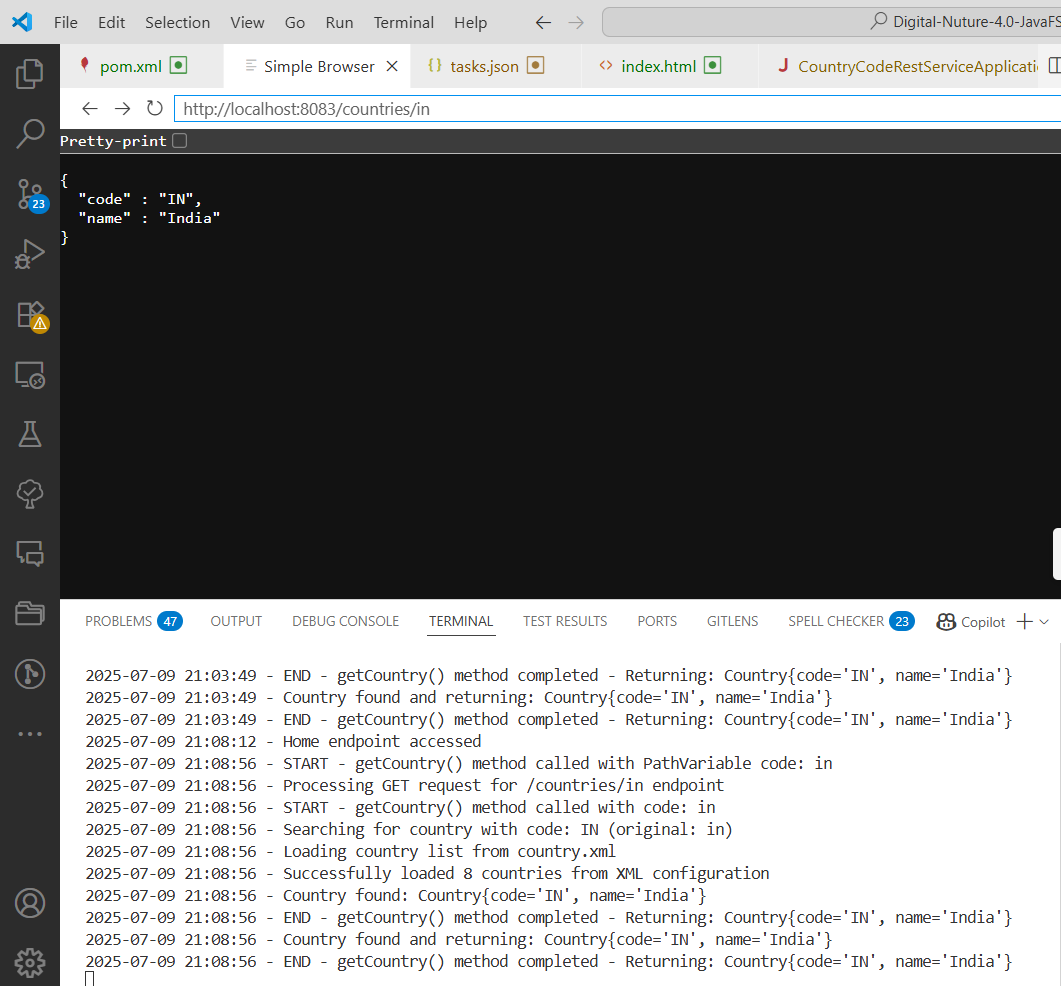 File Edit Selection View Go Run Terminal Help Digital-Nuture-4.0-JavaFS
pom.xml Simple Browser tasks.json index.html CountryCodeRestServiceApplicati
http://localhost:8083/countries/in
Pretty-print
{
"code" : "IN",
"name" : "India"
}
23
PROBLEMS 47 OUTPUT DEBUG CONSOLE TERMINAL TEST RESULTS PORTS GITLENS SPELL CHECKER 23 Copilot
2025-07-09 21:03:49 - END - getCountry() method completed - Returning: Country{code='IN', name='India'}
2025-07-09 21:03:49 - Country found and returning: Country{code='IN', name='India'}
2025-07-09 21:03:49 - END - getCountry() method completed - Returning: Country{code='IN', name='India'}
2025-07-09 21:08:12 - Home endpoint accessed
2025-07-09 21:08:56 - START - getCountry() method called with PathVariable code: in
2025-07-09 21:08:56 - Processing GET request for /countries/in endpoint
2025-07-09 21:08:56 - START - getCountry() method called with code: in
2025-07-09 21:08:56 - Searching for country with code: IN (original: in)
2025-07-09 21:08:56 - Loading country list from country.xml
2025-07-09 21:08:56 - Successfully loaded 8 countries from XML configuration
2025-07-09 21:08:56 - Country found: Country{code='IN', name='India'}
2025-07-09 21:08:56 - END - getCountry() method completed - Returning: Country{code='IN', name='India'}
2025-07-09 21:08:56 - Country found and returning: Country{code='IN', name='India'}
2025-07-09 21:08:56 - END - getCountry() method completed - Returning: Country{code='IN', name='India'}